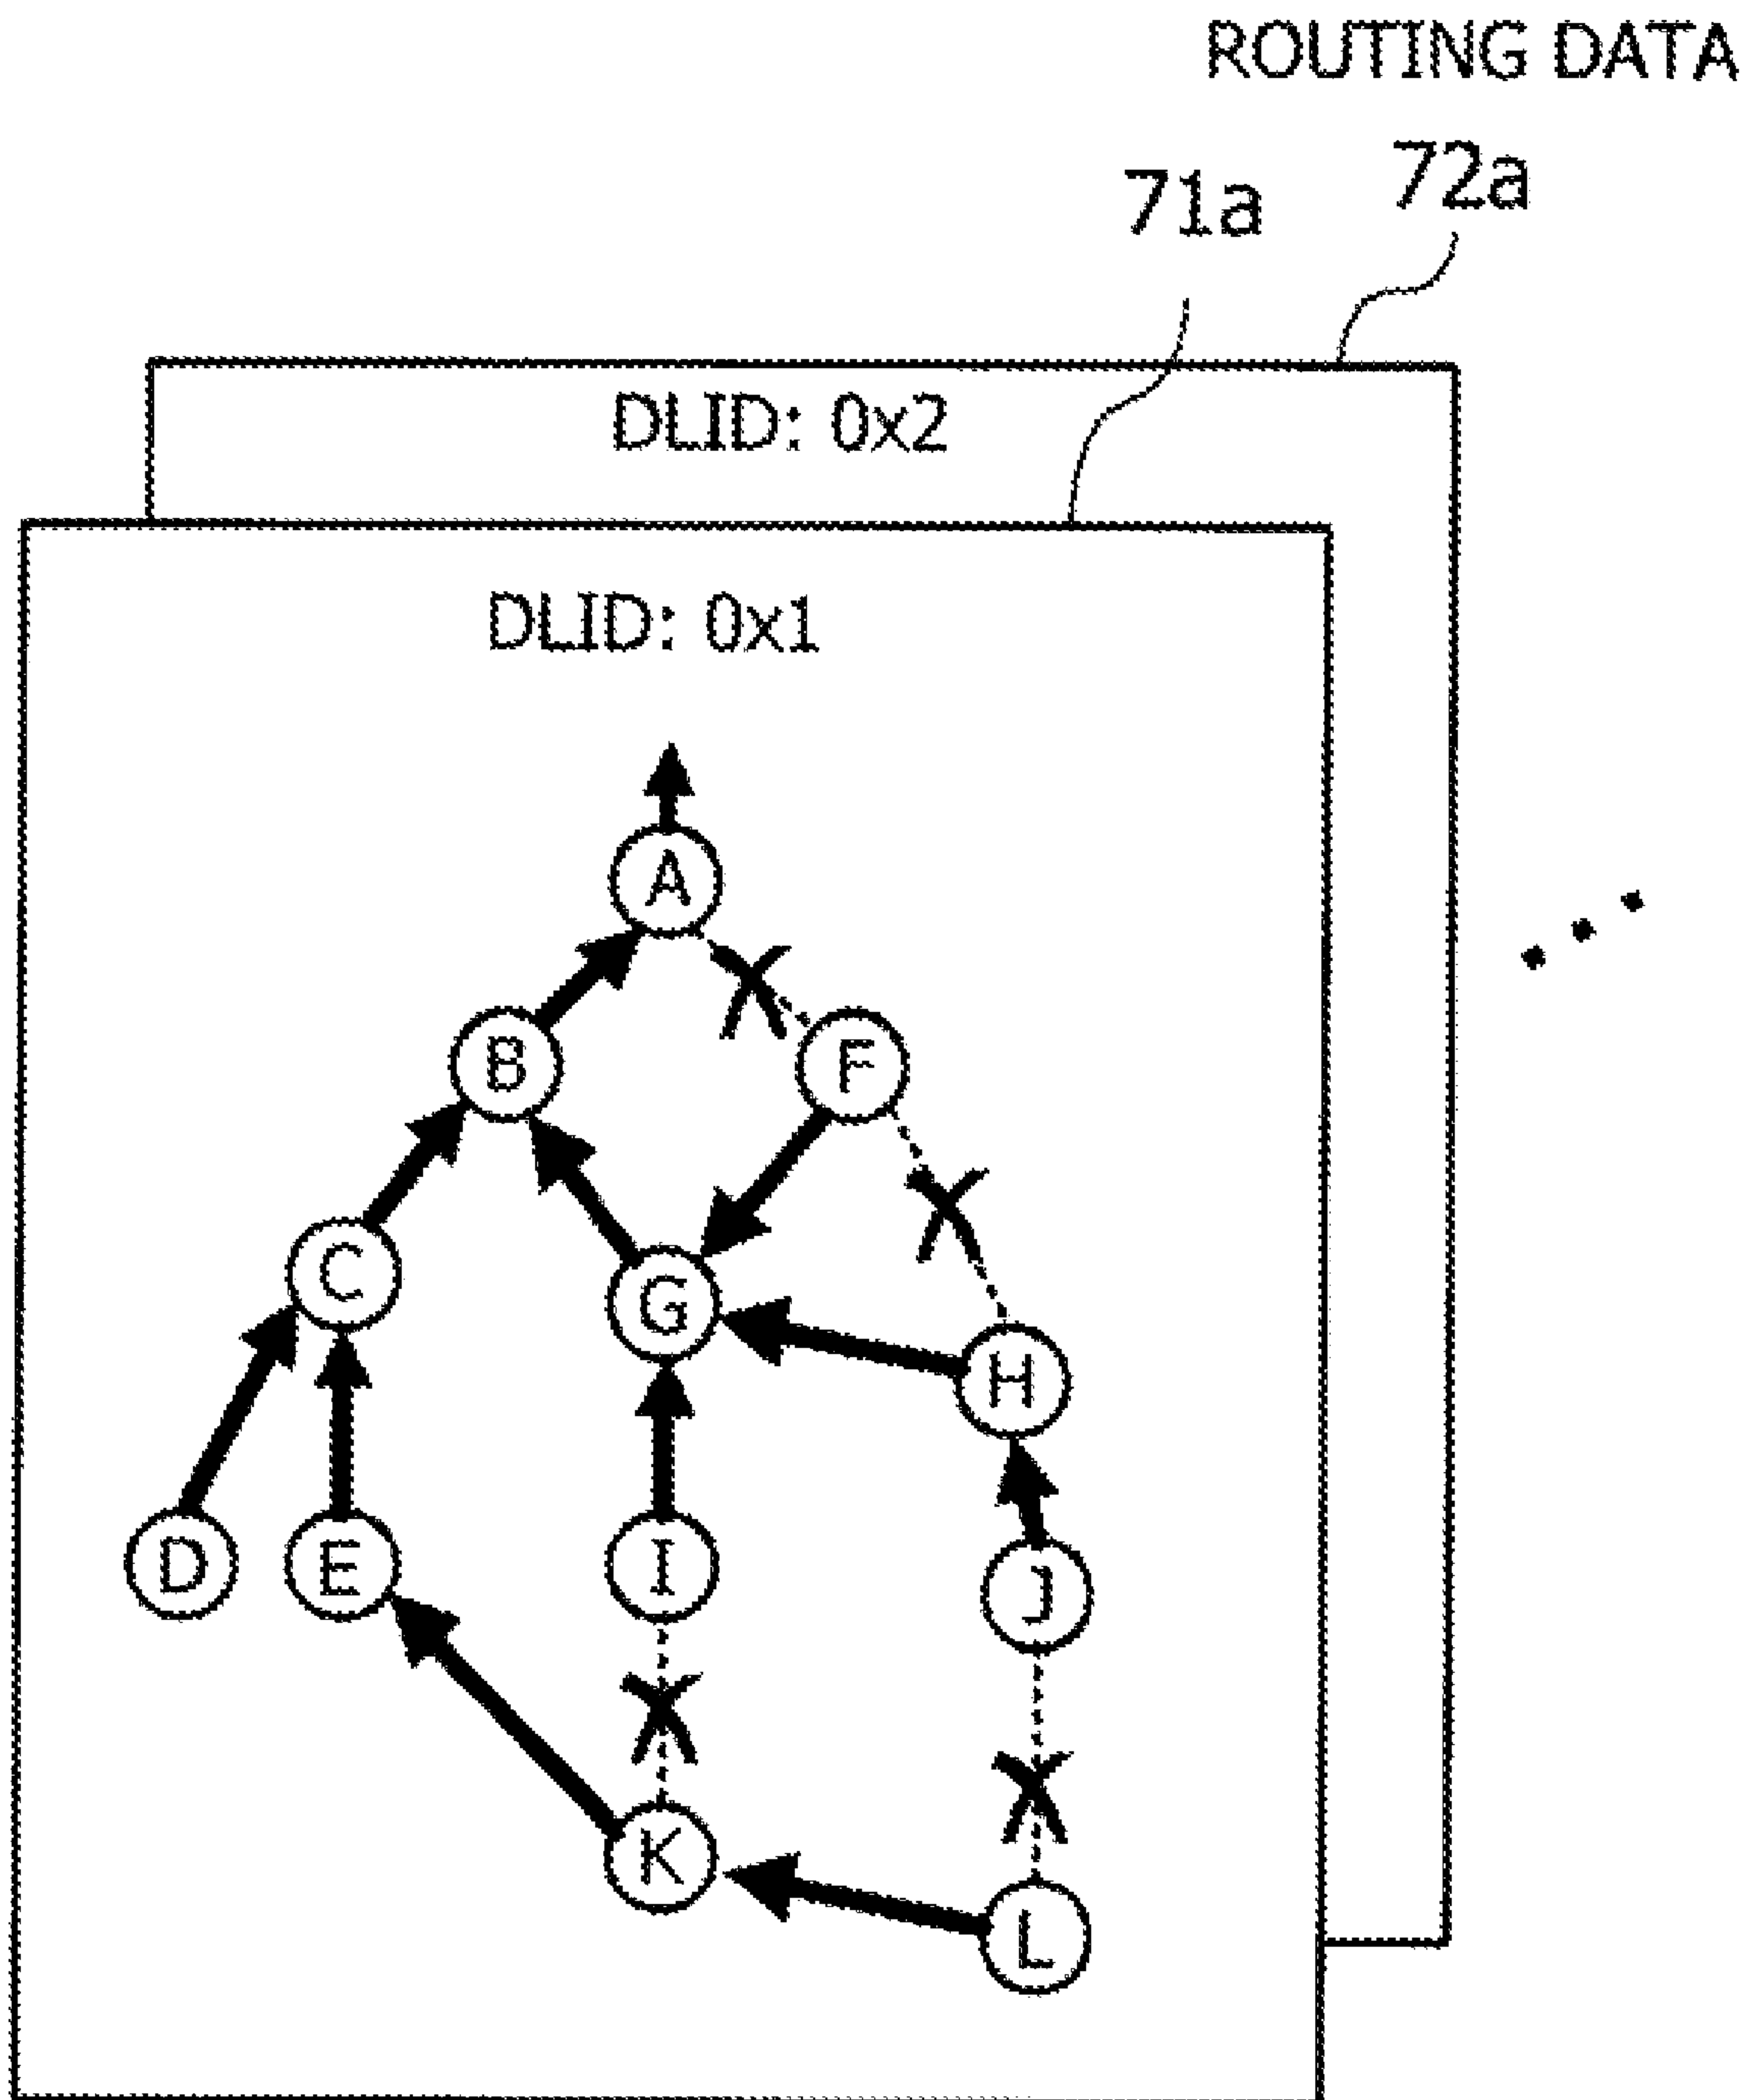 ROUTING DATA
72a
71a
DLID: 0x2
DLID: 0x1
A
B
F
C
G
H
D
E
I
J
K
L